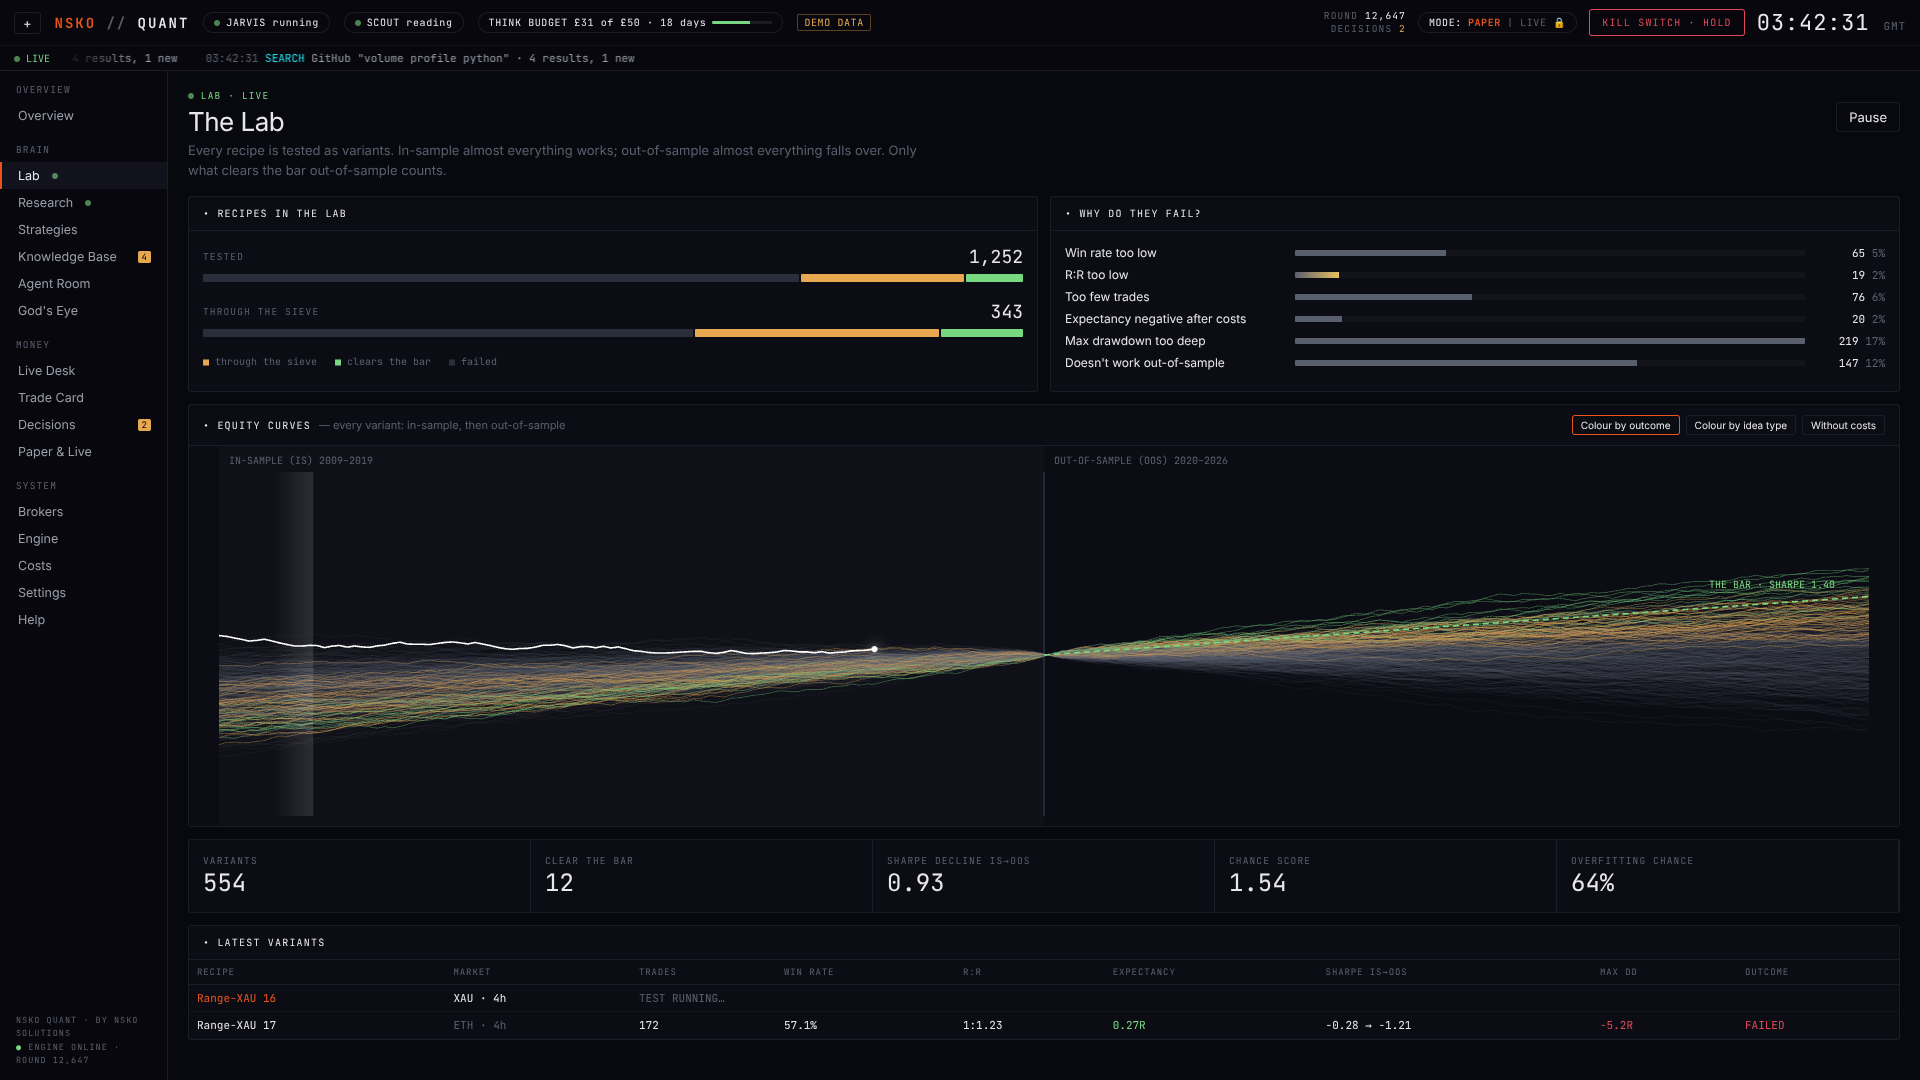 + NSKO // QUANT
JARVIS running
SCOUT reading
THINK BUDGET £31 of £50 · 18 days
DEMO DATA
ROUND 12,647
DECISIONS 2
MODE: PAPER | LIVE
KILL SWITCH · HOLD
03:42:31 GMT
LIVE
4 results, 1 new
03:42:31 SEARCH GitHub "volume profile python" · 4 results, 1 new
OVERVIEW
Overview
BRAIN
Lab
Research
Strategies
Knowledge Base 4
Agent Room
God's Eye
MONEY
Live Desk
Trade Card
Decisions 2
Paper & Live
SYSTEM
Brokers
Engine
Costs
Settings
Help
NSKO QUANT · BY NSKO
SOLUTIONS
ENGINE ONLINE ·
ROUND 12,647
LAB · LIVE
The Lab
Pause
Every recipe is tested as variants. In-sample almost everything works; out-of-sample almost everything falls over. Only
what clears the bar out-of-sample counts.
RECIPES IN THE LAB
TESTED 1,252
THROUGH THE SIEVE 343
through the sieve clears the bar failed
WHY DO THEY FAIL?
Win rate too low 65 5%
R:R too low 19 2%
Too few trades 76 6%
Expectancy negative after costs 20 2%
Max drawdown too deep 219 17%
Doesn't work out-of-sample 147 12%
EQUITY CURVES — every variant: in-sample, then out-of-sample
Colour by outcome
Colour by idea type
Without costs
IN-SAMPLE (IS) 2009–2019
OUT-OF-SAMPLE (OOS) 2020–2026
THE BAR · SHARPE 1.40
VARIANTS
554
CLEAR THE BAR
12
SHARPE DECLINE IS→OOS
0.93
CHANCE SCORE
1.54
OVERFITTING CHANCE
64%
LATEST VARIANTS
RECIPE MARKET TRADES WIN RATE R:R EXPECTANCY SHARPE IS→OOS MAX DD OUTCOME
Range-XAU 16 XAU · 4h TEST RUNNING…
Range-XAU 17 ETH · 4h 172 57.1% 1:1.23 0.27R -0.28 → -1.21 -5.2R FAILED